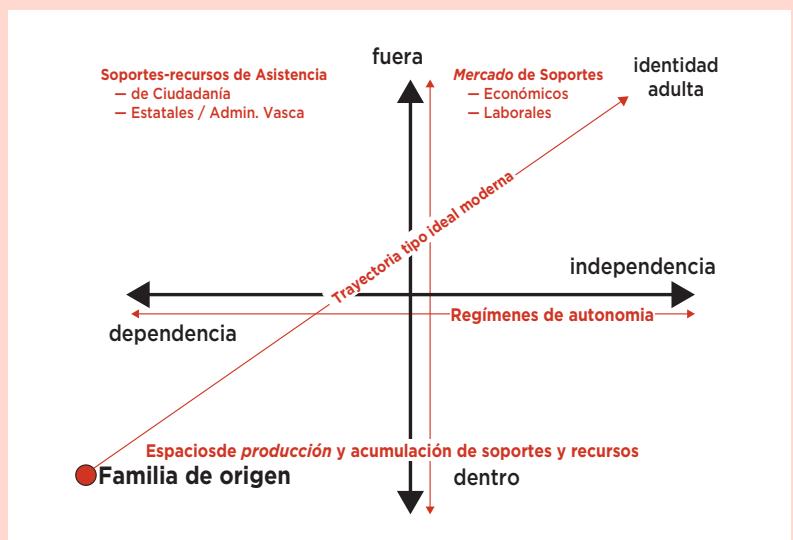 fuera
Soportes-recursos de Asistencia
— de Ciudadanía
— Estatales / Admin. Vasca
Mercado de Soportes
— Económicos
— Laborales
identidad
adulta
Trayectoria tipo ideal moderna
independencia
Regímenes de autonomia
dependencia
Espaciosde producción y acumulación de soportes y recursos
Familia de origen
dentro